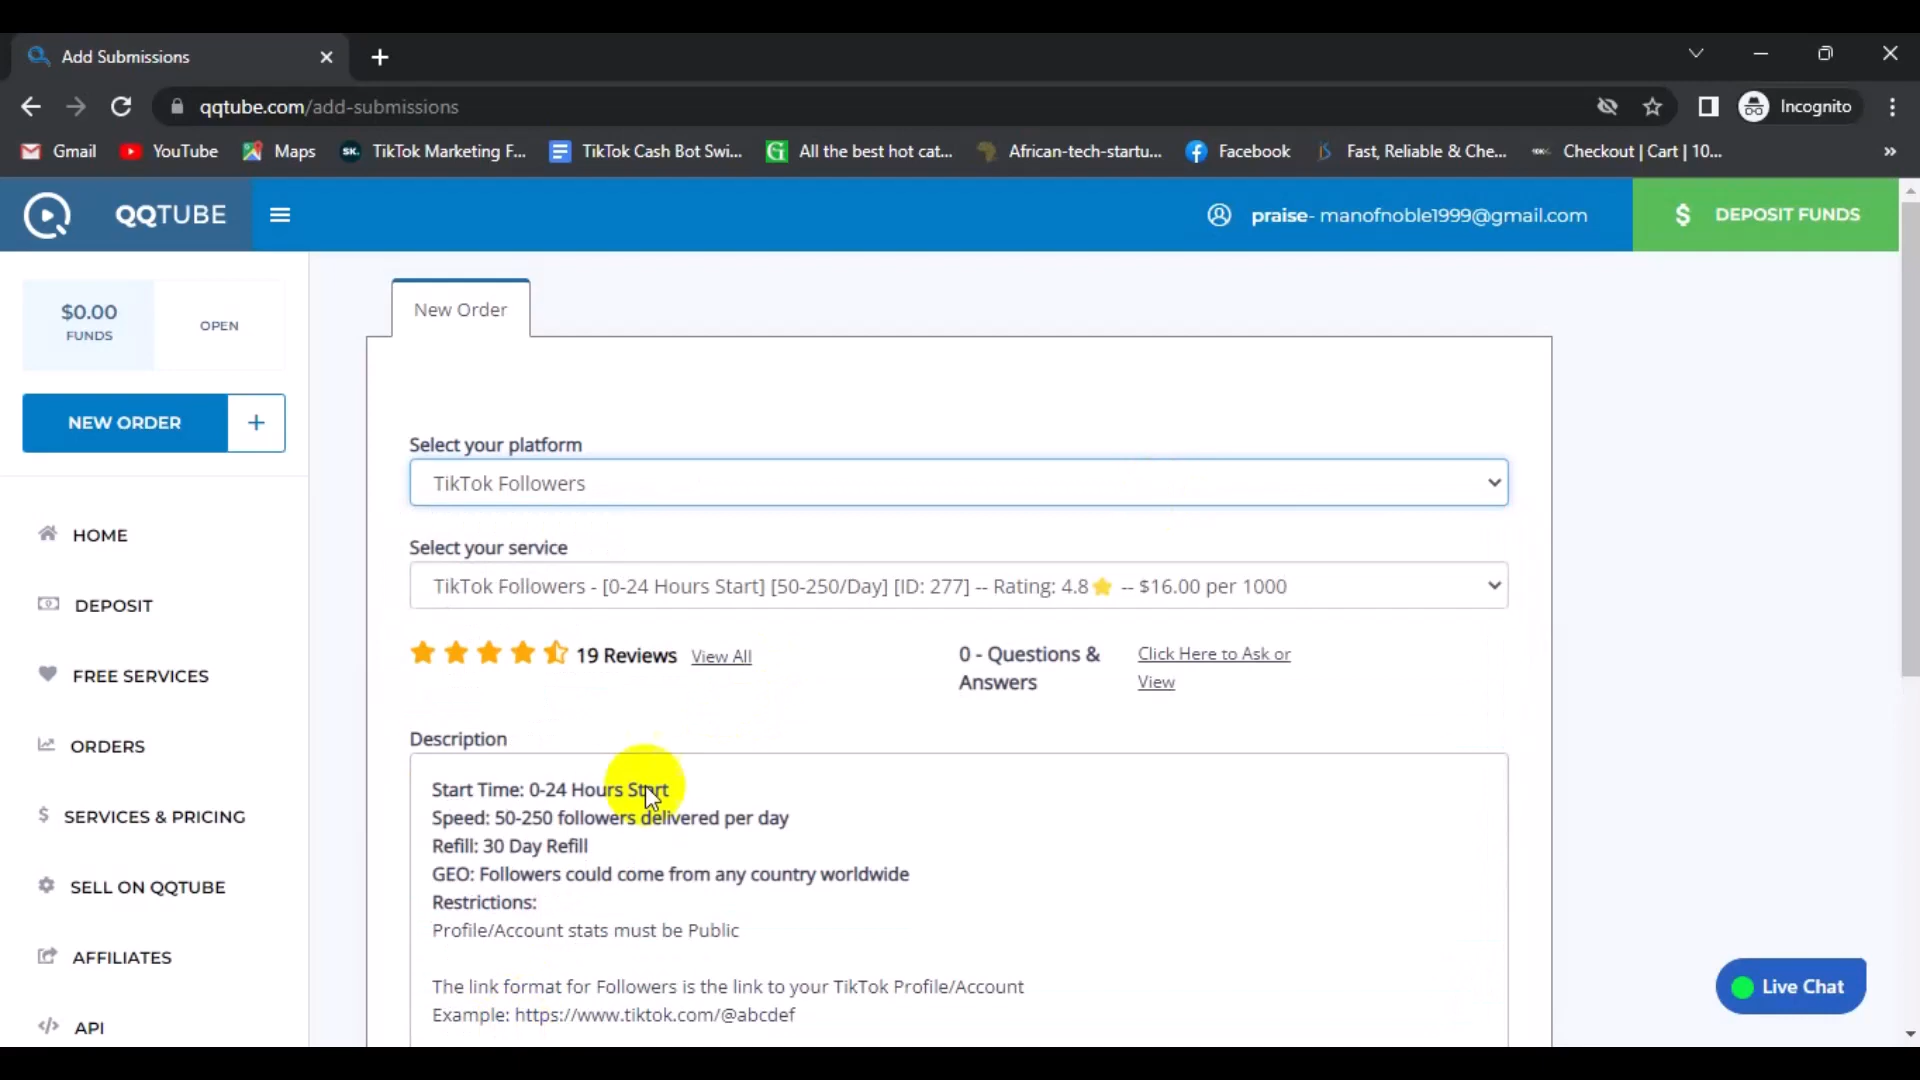 Add Submissions
qqtube.com/add-submissions
Incognito
Gmail
YouTube
Maps
SK.
TikTok Marketing F...
TikTok Cash Bot Swi...
All the best hot cat...
African-tech-startu...
Facebook
Fast, Reliable & Che...
Checkout | Cart | 10...
»
QQTUBE
praise- manofnoble1999@gmail.com
$ DEPOSIT FUNDS
$0.00
FUNDS
OPEN
NEW ORDER
+
HOME
DEPOSIT
FREE SERVICES
ORDERS
$ SERVICES & PRICING
SELL ON QQTUBE
AFFILIATES
</> API
New Order
Select your platform
TikTok Followers
Select your service
TikTok Followers - [0-24 Hours Start] [50-250/Day] [ID: 277] -- Rating: 4.8⭐ -- $16.00 per 1000
19 Reviews View All
0 - Questions & Answers
Click Here to Ask or View
Description
Start Time: 0-24 Hours Start
Speed: 50-250 followers delivered per day
Refill: 30 Day Refill
GEO: Followers could come from any country worldwide
Restrictions:
Profile/Account stats must be Public
The link format for Followers is the link to your TikTok Profile/Account
Example: https://www.tiktok.com/@abcdef
Live Chat